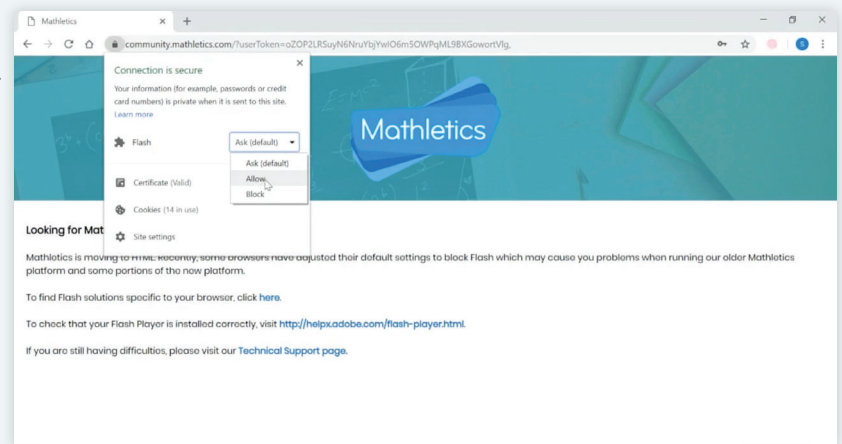 Mathletics
community.mathletics.com/?userToken=oZOP2LRSuyN6NruYbjYwIO6m5OWPqML9BXGowortVlg,
S
Connection is secure
Your information (for example, passwords or credit
card numbers) is private when it is sent to this site.
Learn more
Flash
Ask (default)
Ask (default)
Allow
Block
Certificate (Valid)
Cookies (14 in use)
Site settings
Mathletics
Looking for Mat
Mathletics is moving to HTML. Recently, some browsers have adjusted their default settings to block Flash which may cause you problems when running our older Mathletics
platform and some portions of the new platform.
To find Flash solutions specific to your browser, click here.
To check that your Flash Player is installed correctly, visit http://helpx.adobe.com/flash-player.html.
If you are still having difficulties, please visit our Technical Support page.